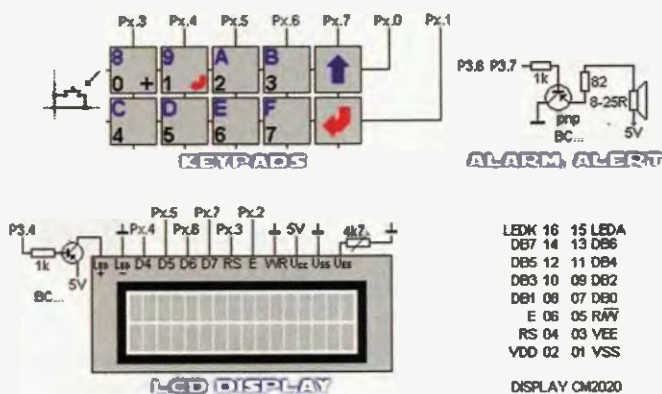 Px.3 Px.4 Px.5 Px.6 Px.7 Px.0 Px.1
8 9 A B
0 + 1 2 3
C D E F
4 5 6 7
KEYPADS
P3.6 P3.7
1k
82
8-25R
pnp
BC...
5V
ALARM, ALERT
Px.5 Px.7 Px.2
P3.4 Px.4 Px.6 Px.3 5V 4k7
1k
5V
BC...
LED + LED - D4 D5 D6 D7 RS E WR Ucc Uss UEE
LCD DISPLAY
LEDK 16 15 LEDA
DB7 14 13 DB6
DB5 12 11 DB4
DB3 10 09 DB2
DB1 08 07 DB0
E 06 05 R/W
RS 04 03 VEE
VDD 02 01 VSS
DISPLAY CM2020